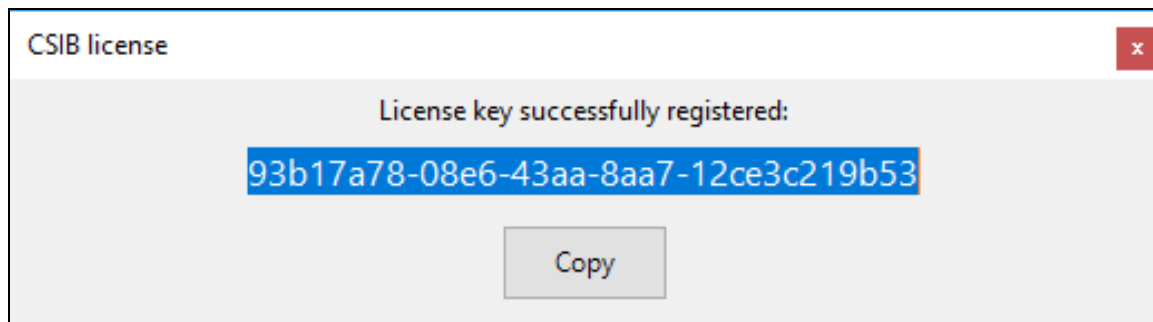 CSIB license
x
License key successfully registered:
93b17a78-08e6-43aa-8aa7-12ce3c219b53
Copy